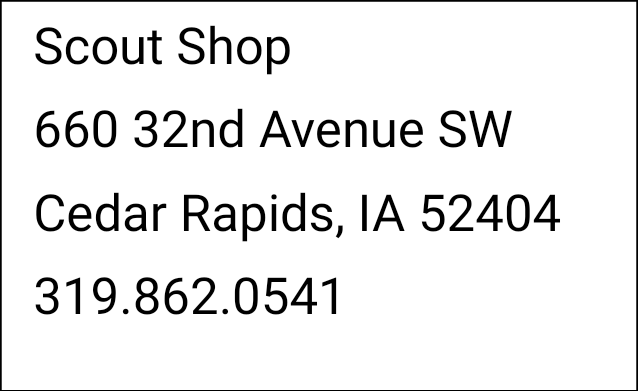 Scout Shop
660 32nd Avenue SW
Cedar Rapids, IA 52404
319.862.0541